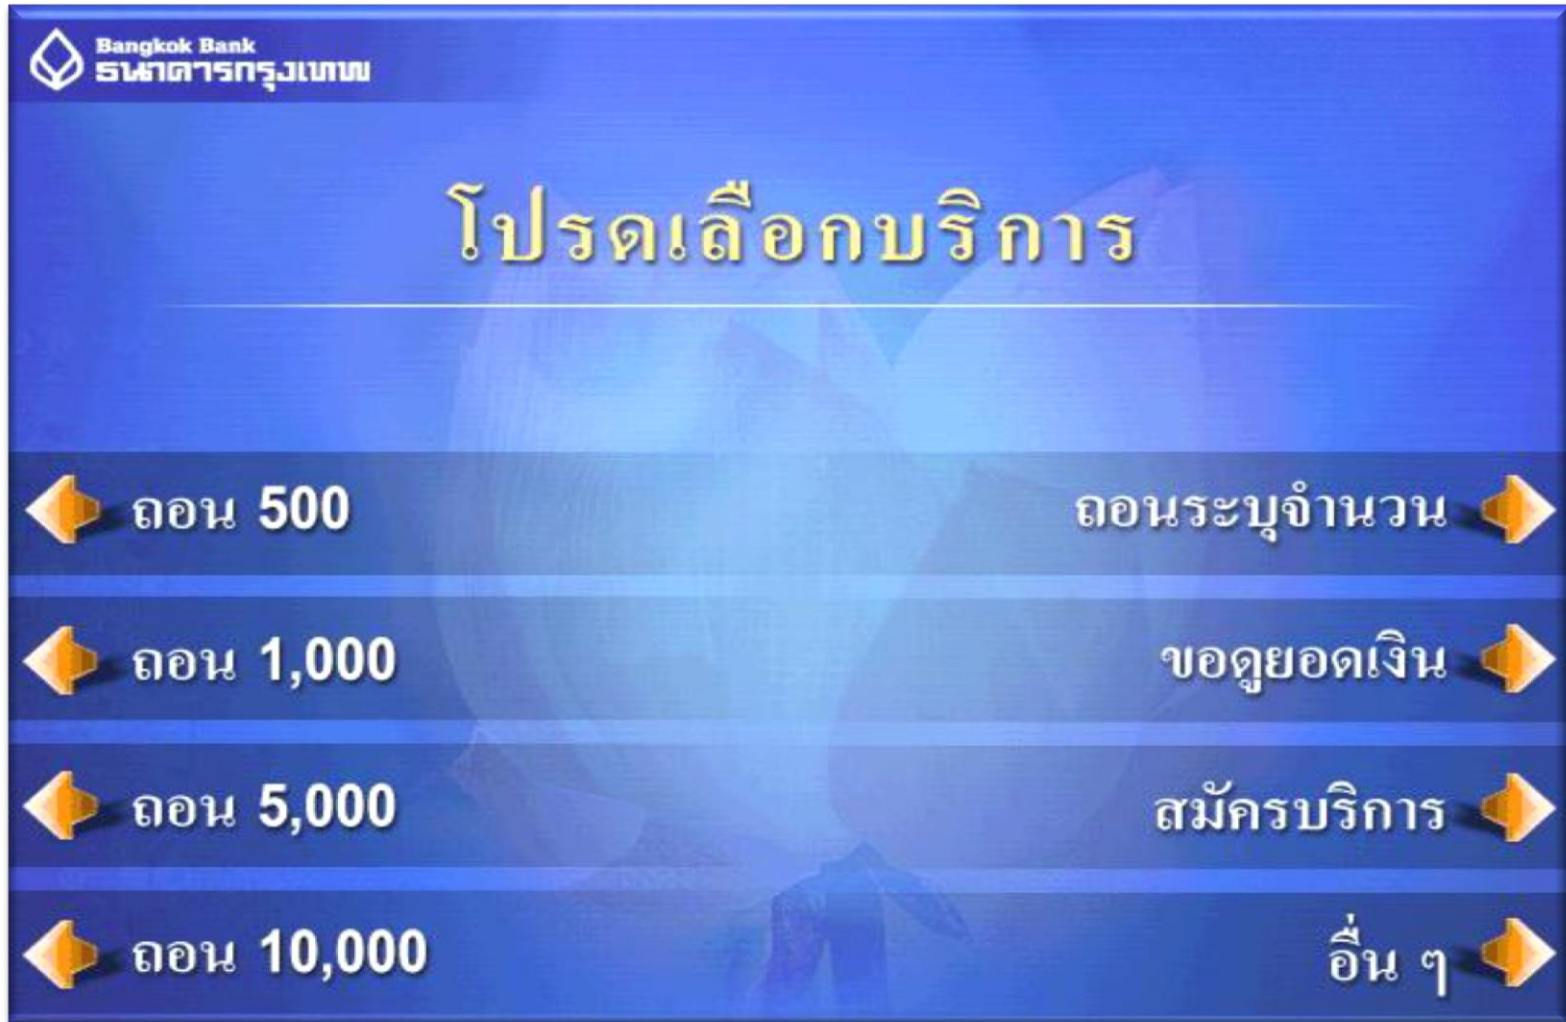 Bangkok Bank
ธนาคารกรุงเทพ
โปรดเลือกบริการ
ถอน 500
ถอนระบุจำนวน
ถอน 1,000
ขอดูยอดเงิน
ถอน 5,000
สมัครบริการ
ถอน 10,000
อื่น ๆ